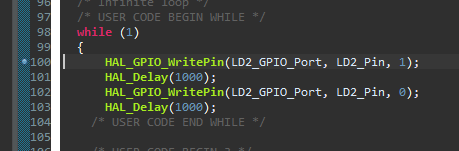 96 /* Infinite loop */
97 /* USER CODE BEGIN WHILE */
98 while (1)
99 {
100 HAL_GPIO_WritePin(LD2_GPIO_Port, LD2_Pin, 1);
101 HAL_Delay(1000);
102 HAL_GPIO_WritePin(LD2_GPIO_Port, LD2_Pin, 0);
103 HAL_Delay(1000);
104 /* USER CODE END WHILE */
105
106 /* USER CODE BEGIN 3 */